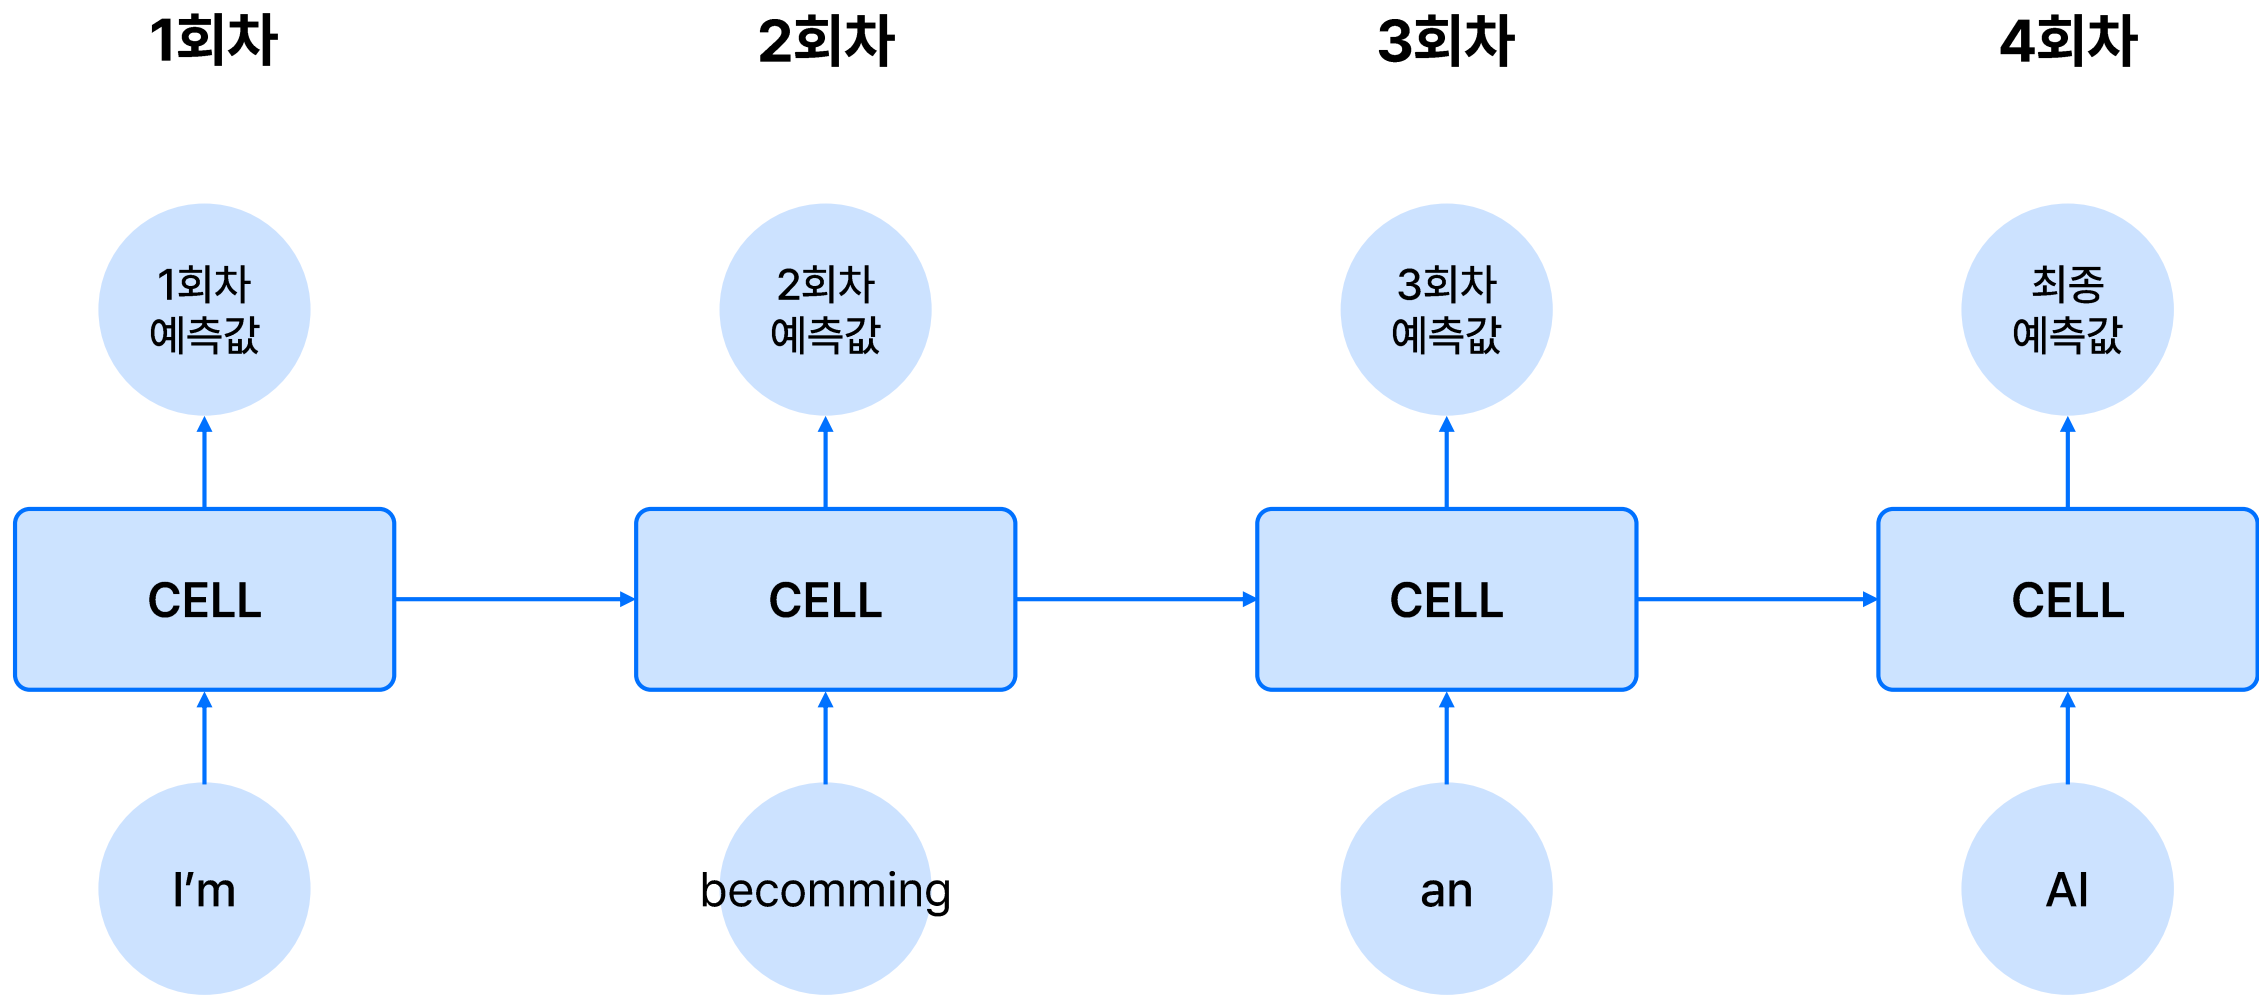 1회차
2회차
3회차
4회차
1회차
예측값
2회차
예측값
3회차
예측값
최종
예측값
CELL
CELL
CELL
CELL
I’m
becomming
an
AI